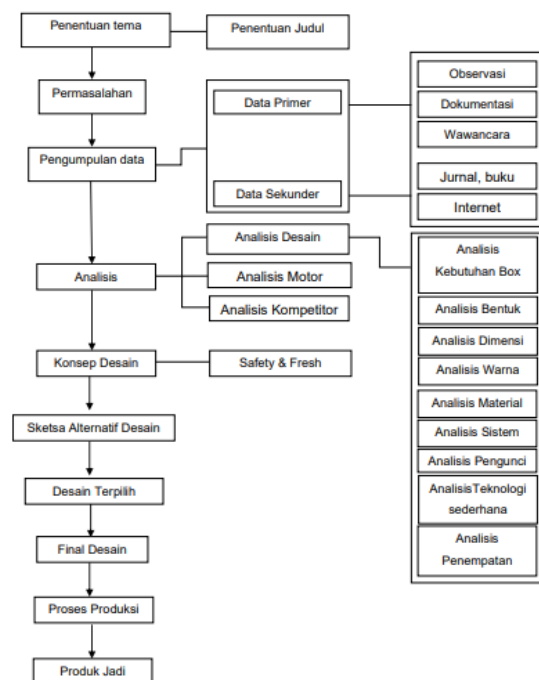 Penentuan tema
Penentuan Judul
Permasalahan
Pengumpulan data
Data Primer
Data Sekunder
Observasi
Dokumentasi
Wawancara
Jurnal, buku
Internet
Analisis
Analisis Desain
Analisis Motor
Analisis Kompetitor
Analisis
Kebutuhan Box
Analisis Bentuk
Analisis Dimensi
Analisis Warna
Analisis Material
Analisis Sistem
Analisis Pengunci
AnalisisTeknologi
sederhana
Analisis
Penempatan
Konsep Desain
Safety & Fresh
Sketsa Alternatif Desain
Desain Terpilih
Final Desain
Proses Produksi
Produk Jadi